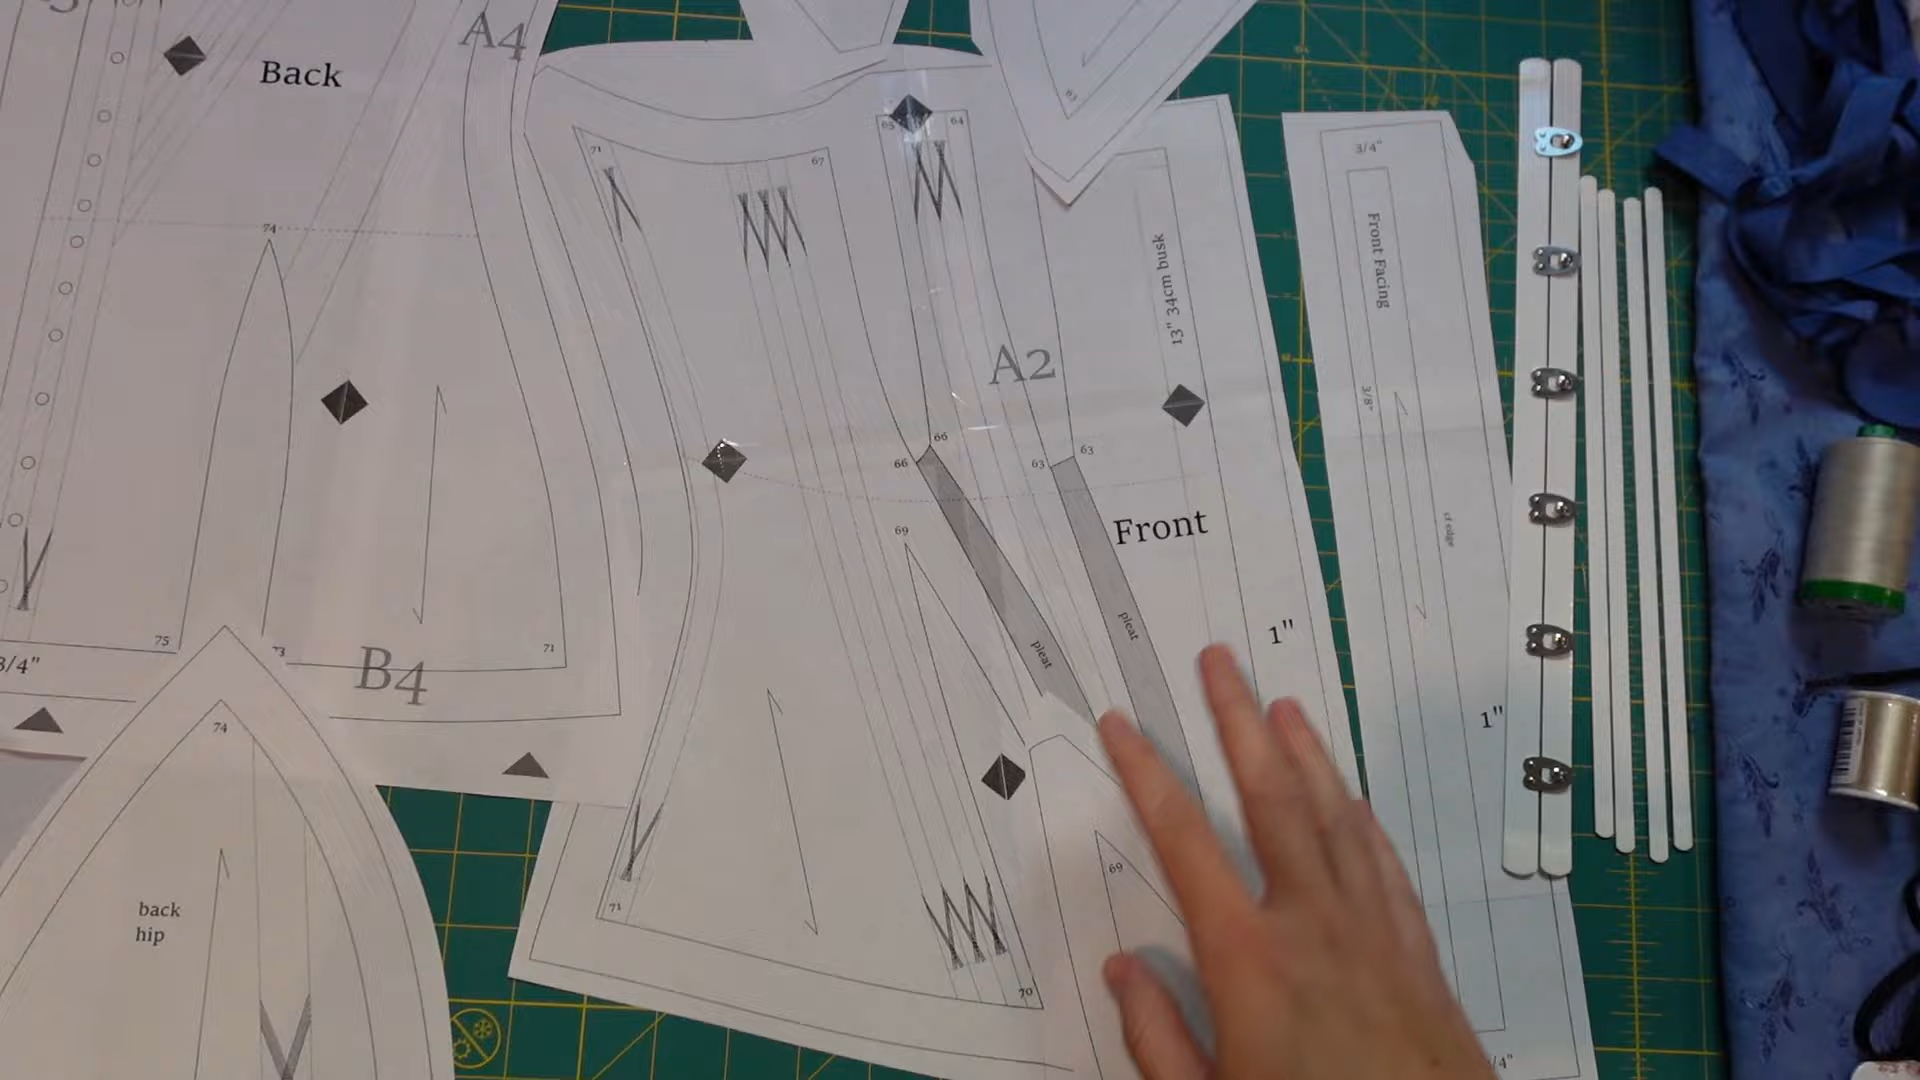 A4
Back
74
75
73
71
3/4"
B4
74
back
hip
71
67
65
64
63
A2
13" 34cm busk
66
66
63
63
69
pleat
pleat
Front
1"
71
70
69
3/4"
Front Facing
3/8"
cf edge
1"